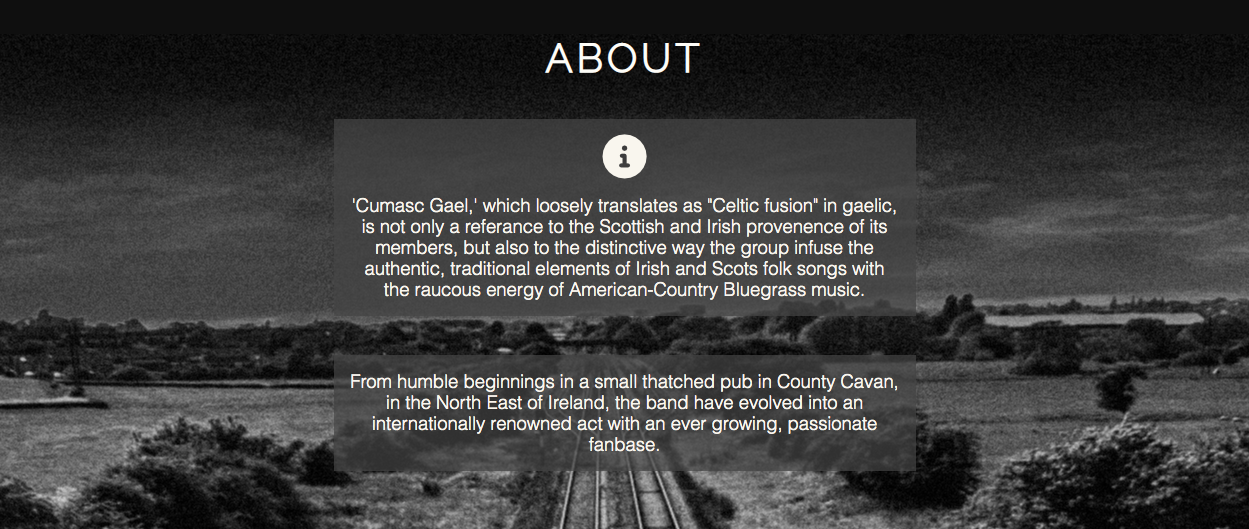 ABOUT
'Cumasc Gael,' which loosely translates as "Celtic fusion" in gaelic,
is not only a referance to the Scottish and Irish provenence of its
members, but also to the distinctive way the group infuse the
authentic, traditional elements of Irish and Scots folk songs with
the raucous energy of American-Country Bluegrass music.
From humble beginnings in a small thatched pub in County Cavan,
in the North East of Ireland, the band have evolved into an
internationally renowned act with an ever growing, passionate
fanbase.